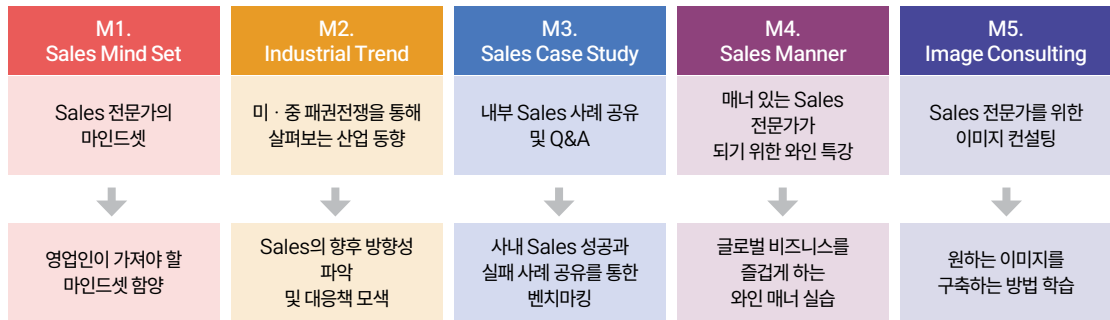 M1.
Sales Mind Set
M2.
Industrial Trend
M3.
Sales Case Study
M4.
Sales Manner
M5.
Image Consulting
Sales 전문가의
마인드셋
미 · 중 패권전쟁을 통해
살펴보는 산업 동향
내부 Sales 사례 공유
및 Q&A
매너 있는 Sales
전문가가
되기 위한 와인 특강
Sales 전문가를 위한
이미지 컨설팅
영업인이 가져야 할
마인드셋 함양
Sales의 향후 방향성
파악
및 대응책 모색
사내 Sales 성공과
실패 사례 공유를 통한
벤치마킹
글로벌 비즈니스를
즐겁게 하는
와인 매너 실습
원하는 이미지를
구축하는 방법 학습